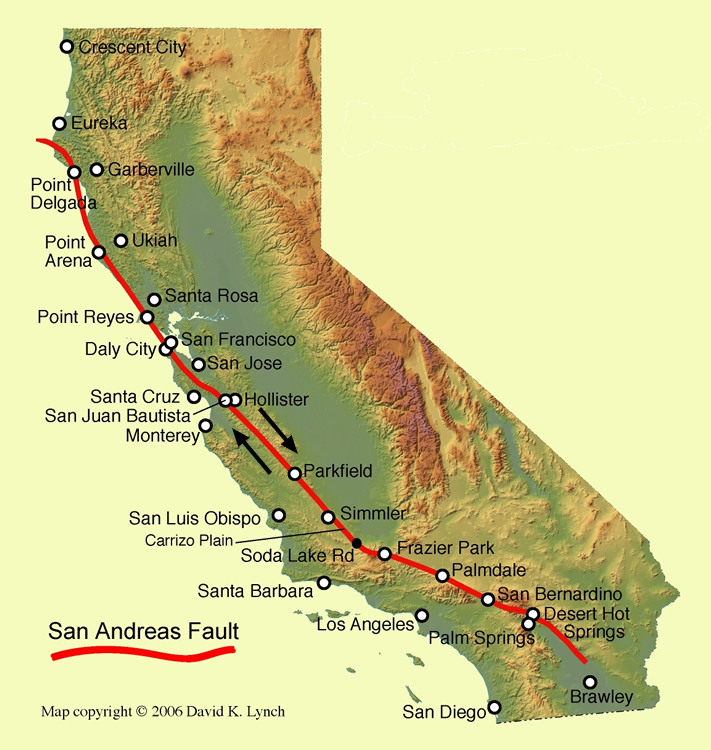 Crescent City
Eureka
Garberville
Point
Delgada
Ukiah
Point
Arena
Santa Rosa
Point Reyes
San Francisco
Daly City
San Jose
Santa Cruz
Hollister
San Juan Bautista
Monterey
Parkfield
San Luis Obispo
Simmler
Carrizo Plain
Soda Lake Rd
Frazier Park
Palmdale
Santa Barbara
San Bernardino
Desert Hot
Springs
Los Angeles
Palm Springs
San Andreas Fault
Brawley
San Diego
Map copyright © 2006 David K. Lynch